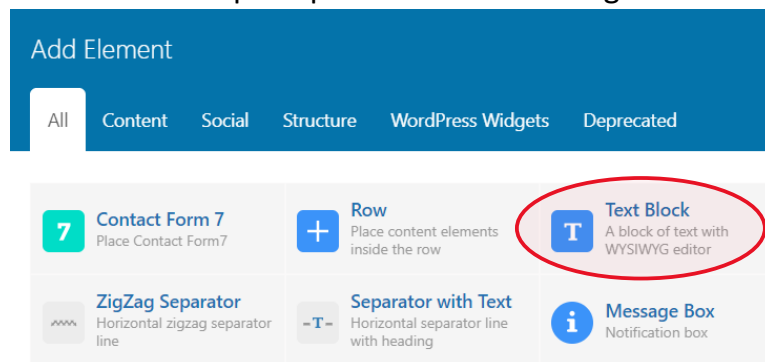 Add Element
All Content Social Structure WordPress Widgets Deprecated
7 Contact Form 7
Place Contact Form7
Row
Place content elements
inside the row
T Text Block
A block of text with
WYSIWYG editor
ZigZag Separator
Horizontal zigzag separator
line
-T- Separator with Text
Horizontal separator line
with heading
i Message Box
Notification box